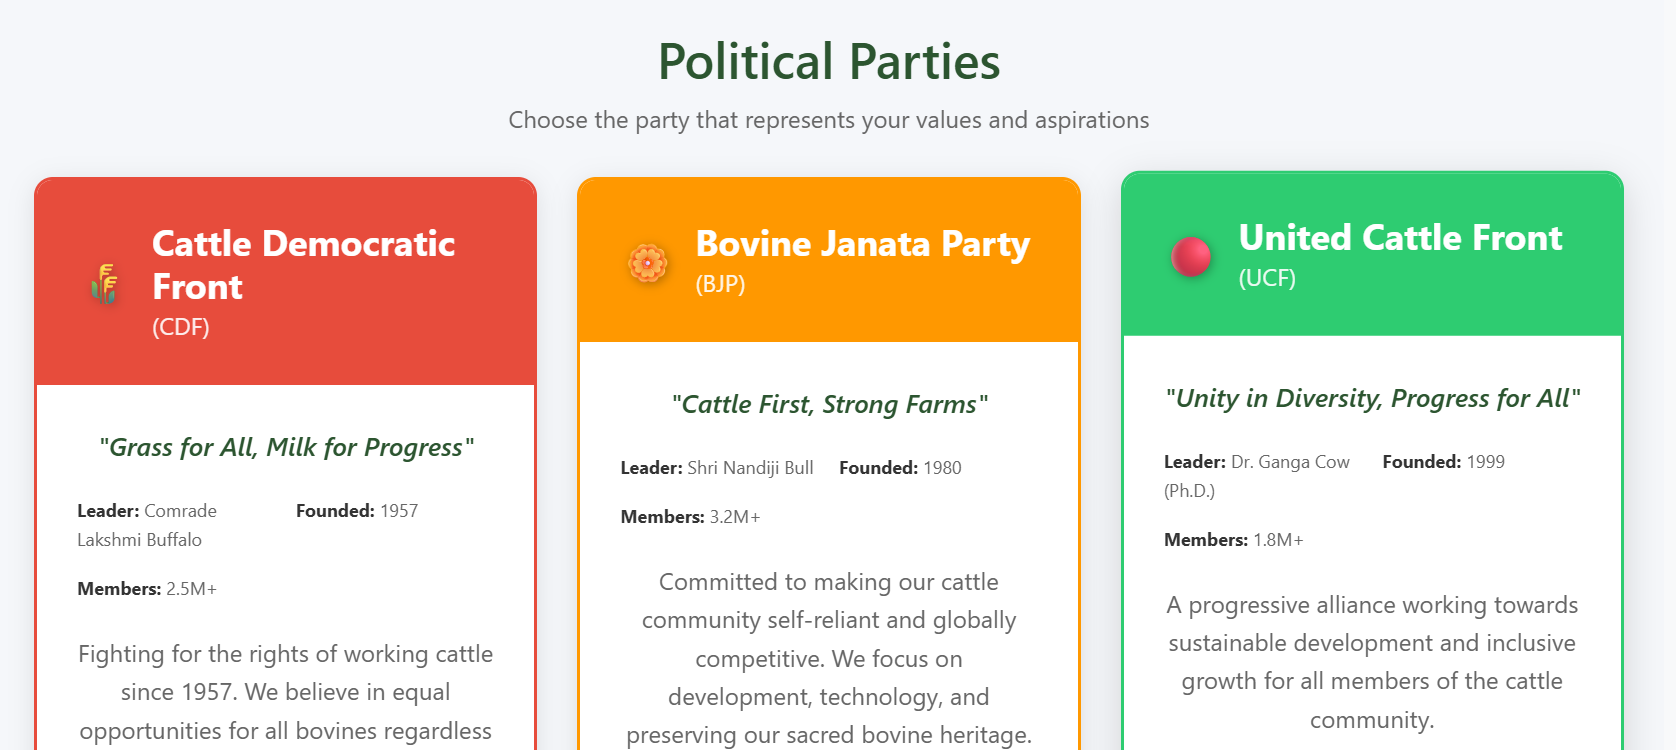 Political Parties
Choose the party that represents your values and aspirations
Cattle Democratic
Front
(CDF)
"Grass for All, Milk for Progress"
Leader: Comrade
Lakshmi Buffalo
Founded: 1957
Members: 2.5M+
Fighting for the rights of working cattle
since 1957. We believe in equal
opportunities for all bovines regardless
Bovine Janata Party
(BJP)
"Cattle First, Strong Farms"
Leader: Shri Nandiji Bull
Founded: 1980
Members: 3.2M+
Committed to making our cattle
community self-reliant and globally
competitive. We focus on
development, technology, and
preserving our sacred bovine heritage.
United Cattle Front
(UCF)
"Unity in Diversity, Progress for All"
Leader: Dr. Ganga Cow
(Ph.D.)
Founded: 1999
Members: 1.8M+
A progressive alliance working towards
sustainable development and inclusive
growth for all members of the cattle
community.